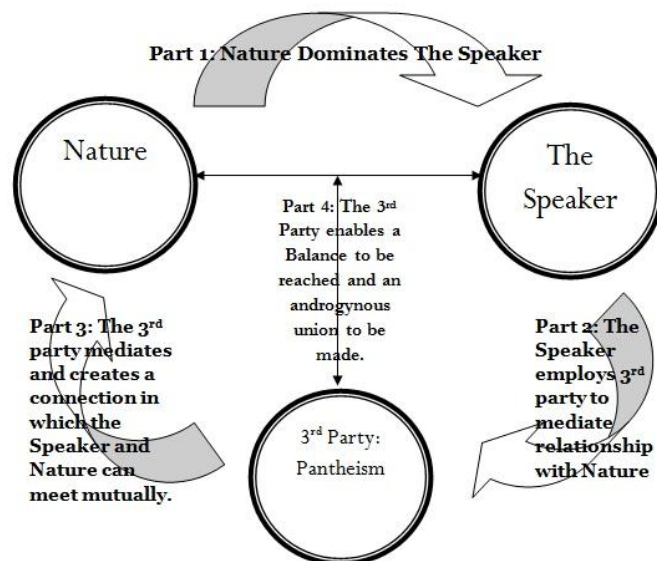 Part 1: Nature Dominates The Speaker
Nature
The
Speaker
Part 4: The 3rd
Party enables a
Balance to be
reached and an
androgynous
union to be
made.
Part 3: The 3rd
party mediates
and creates a
connection in
which the
Speaker and
Nature can
meet mutually.
Part 2: The
Speaker
employs 3rd
party to
mediate
relationship
with Nature
3rd Party:
Pantheism